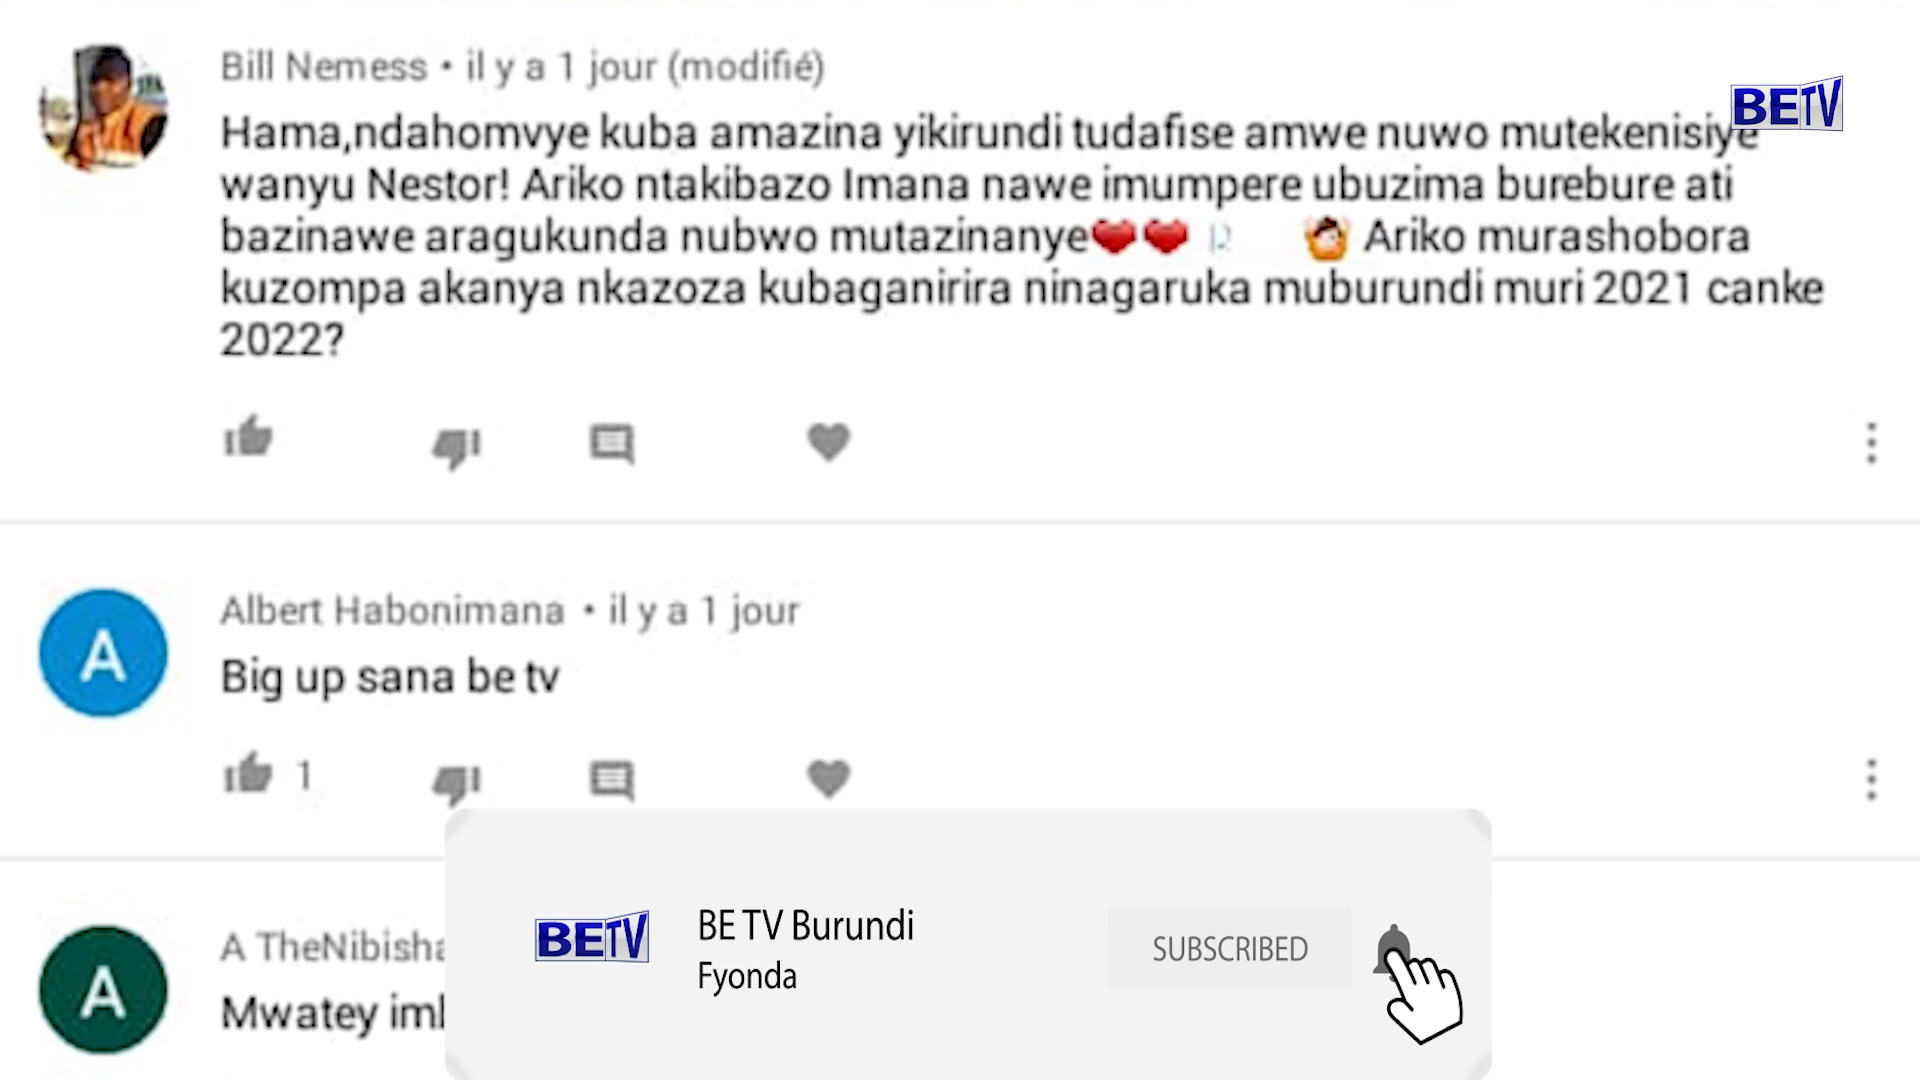 Bill Nemess • il y a 1 jour (modifié)
BETV
Hama,ndahomvye kuba amazina yikirundi tudafise amwe nuwo mutekenisiye
wanyu Nestor! Ariko ntakibazo Imana nawe imumpere ubuzima burebure ati
bazinawe aragukunda nubwo mutazinanye❤️❤️ Ariko murashobora
kuzompa akanya nkazoza kubaganirira ninagaruka muburundi muri 2021 canke
2022?
Albert Habonimana • il y a 1 jour
Big up sana be tv
1
A
A TheNibisha
Mwatey
A
BETV
BE TV Burundi
Fyonda
SUBSCRIBED